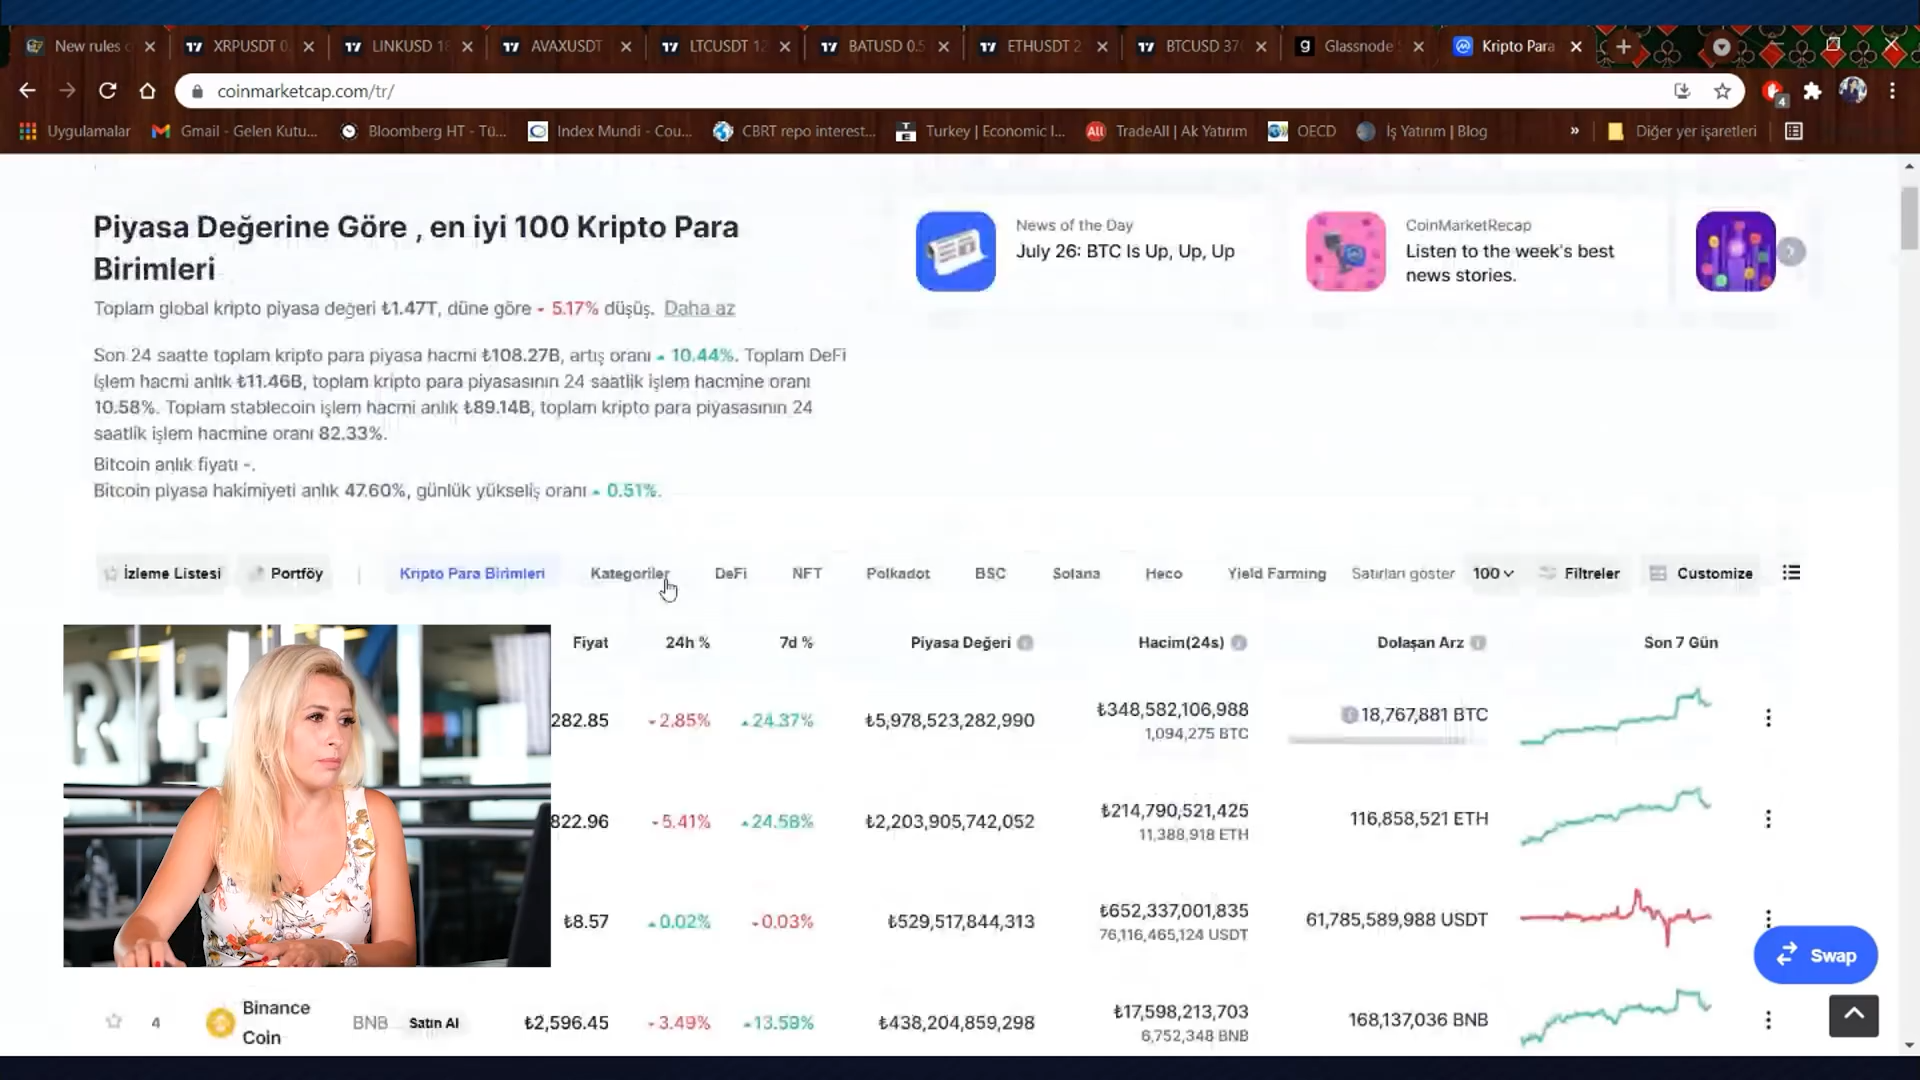 New rules
XRPUSDT 0.
LINKUSD 18
AVAXUSDT
LTCUSDT 12
BATUSD 0.5
ETHUSDT 2
BTCUSD 37
Glassnode
Kripto Para
coinmarketcap.com/tr/
4
Uygulamalar
Gmail - Gelen Kutu...
Bloomberg HT - Tü...
Index Mundi - Cou...
CBRT repo interest...
Turkey | Economic I...
TradeAll | Ak Yatırım
OECD
İş Yatırım | Blog
»
Diğer yer işaretleri
Piyasa Değerine Göre , en iyi 100 Kripto Para
Birimleri
Toplam global kripto piyasa değeri ₺1.47T, düne göre 5.17% düşüş. Daha az
Son 24 saatte toplam kripto para piyasa hacmi ₺108.27B, artış oranı 10.44%. Toplam DeFi
işlem hacmi anlık ₺11.46B, toplam kripto para piyasasının 24 saatlik işlem hacmine oranı
10.58%. Toplam stablecoin işlem hacmi anlık ₺89.14B, toplam kripto para piyasasının 24
saatlik işlem hacmine oranı 82.33%.
Bitcoin anlık fiyatı -.
Bitcoin piyasa hakimiyeti anlık 47.60%, günlük yükseliş oranı 0.51%.
News of the Day
July 26: BTC Is Up, Up, Up
CoinMarketRecap
Listen to the week's best
news stories.
İzleme Listesi Portföy Kripto Para Birimleri Kategoriler DeFi NFT Polkadot BSC Solana Heco Yield Farming Satırları göster 100 Filtreler Customize
Fiyat 24h % 7d % Piyasa Değeri Hacim(24s) Dolaşan Arz Son 7 Gün
282.85 2.85% 24.37% ₺5,978,523,282,990 ₺348,582,106,988 18,767,881 BTC
1,094,275 BTC
822.96 5.41% 24.58% ₺2,203,905,742,052 ₺214,790,521,425 116,858,521 ETH
11,388,918 ETH
₺8.57 0.02% 0.03% ₺529,517,844,313 ₺652,337,001,835 61,785,589,988 USDT
76,116,465,124 USDT
4 Binance Coin BNB Satın Al ₺2,596.45 3.49% 13.59% ₺438,204,859,298 ₺17,598,213,703 168,137,036 BNB
6,752,348 BNB
Swap